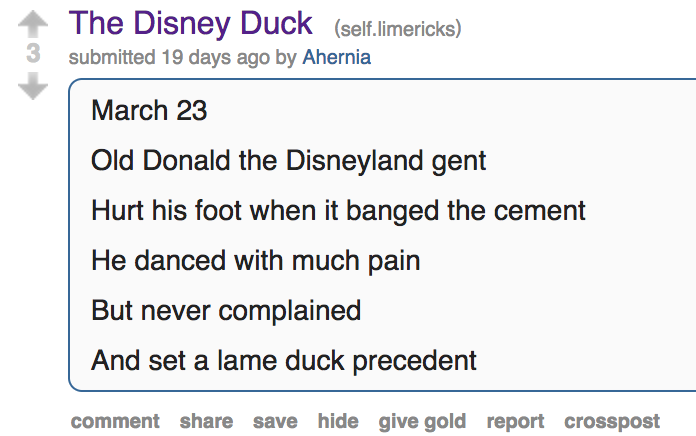 The Disney Duck (self.limericks)
3
submitted 19 days ago by Ahernia
March 23
Old Donald the Disneyland gent
Hurt his foot when it banged the cement
He danced with much pain
But never complained
And set a lame duck precedent
comment share save hide give gold report crosspost